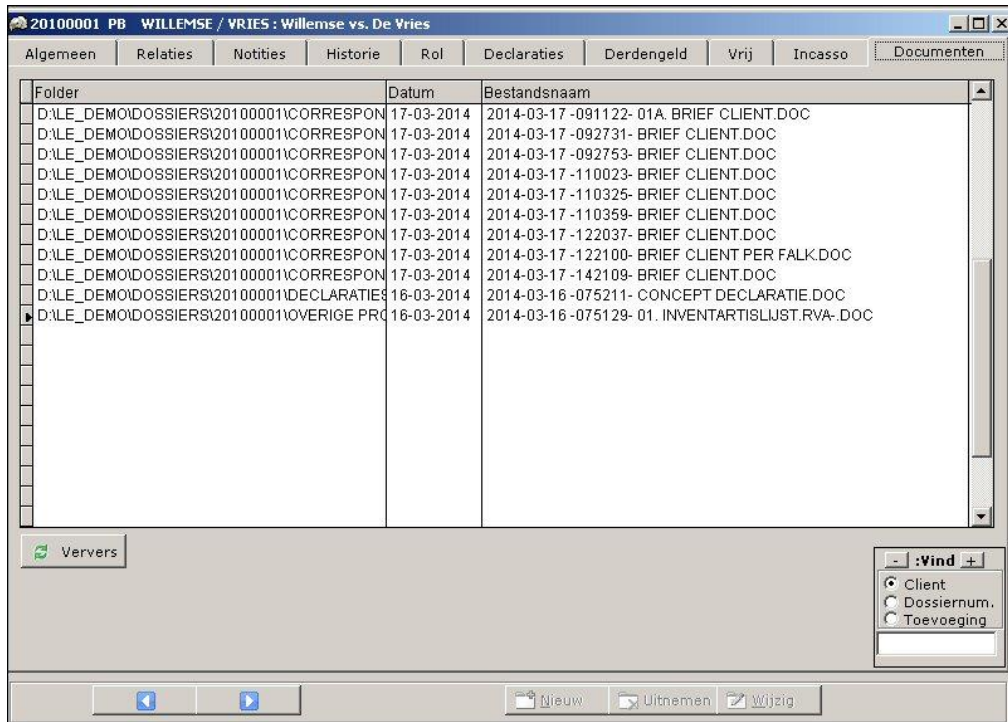 20100001 PB WILLEMSE / VRIES : Willemse vs. De Vries
Algemeen Relaties Notities Historie Rol Declaraties Derdengeld Vrij Incasso Documenten
Folder Datum Bestandsnaam
D:\LE_DEMO\DOSSIERS\20100001\CORRESPON 17-03-2014 2014-03-17 -091122- 01A. BRIEF CLIENT.DOC
D:\LE_DEMO\DOSSIERS\20100001\CORRESPON 17-03-2014 2014-03-17 -092731- BRIEF CLIENT.DOC
D:\LE_DEMO\DOSSIERS\20100001\CORRESPON 17-03-2014 2014-03-17 -092753- BRIEF CLIENT.DOC
D:\LE_DEMO\DOSSIERS\20100001\CORRESPON 17-03-2014 2014-03-17 -110023- BRIEF CLIENT.DOC
D:\LE_DEMO\DOSSIERS\20100001\CORRESPON 17-03-2014 2014-03-17 -110325- BRIEF CLIENT.DOC
D:\LE_DEMO\DOSSIERS\20100001\CORRESPON 17-03-2014 2014-03-17 -110359- BRIEF CLIENT.DOC
D:\LE_DEMO\DOSSIERS\20100001\CORRESPON 17-03-2014 2014-03-17 -122037- BRIEF CLIENT.DOC
D:\LE_DEMO\DOSSIERS\20100001\CORRESPON 17-03-2014 2014-03-17 -122100- BRIEF CLIENT PER FALK.DOC
D:\LE_DEMO\DOSSIERS\20100001\CORRESPON 17-03-2014 2014-03-17 -142109- BRIEF CLIENT.DOC
D:\LE_DEMO\DOSSIERS\20100001\DECLARATIES 16-03-2014 2014-03-16 -075211- CONCEPT DECLARATIE.DOC
D:\LE_DEMO\DOSSIERS\20100001\OVERIGE PRO 16-03-2014 2014-03-16 -075129- 01. INVENTARTISLIJST.RVA-.DOC
Ververs
- :Vind +
Client
Dossiernum.
Toevoeging
Nieuw Uitnemen Wijzig